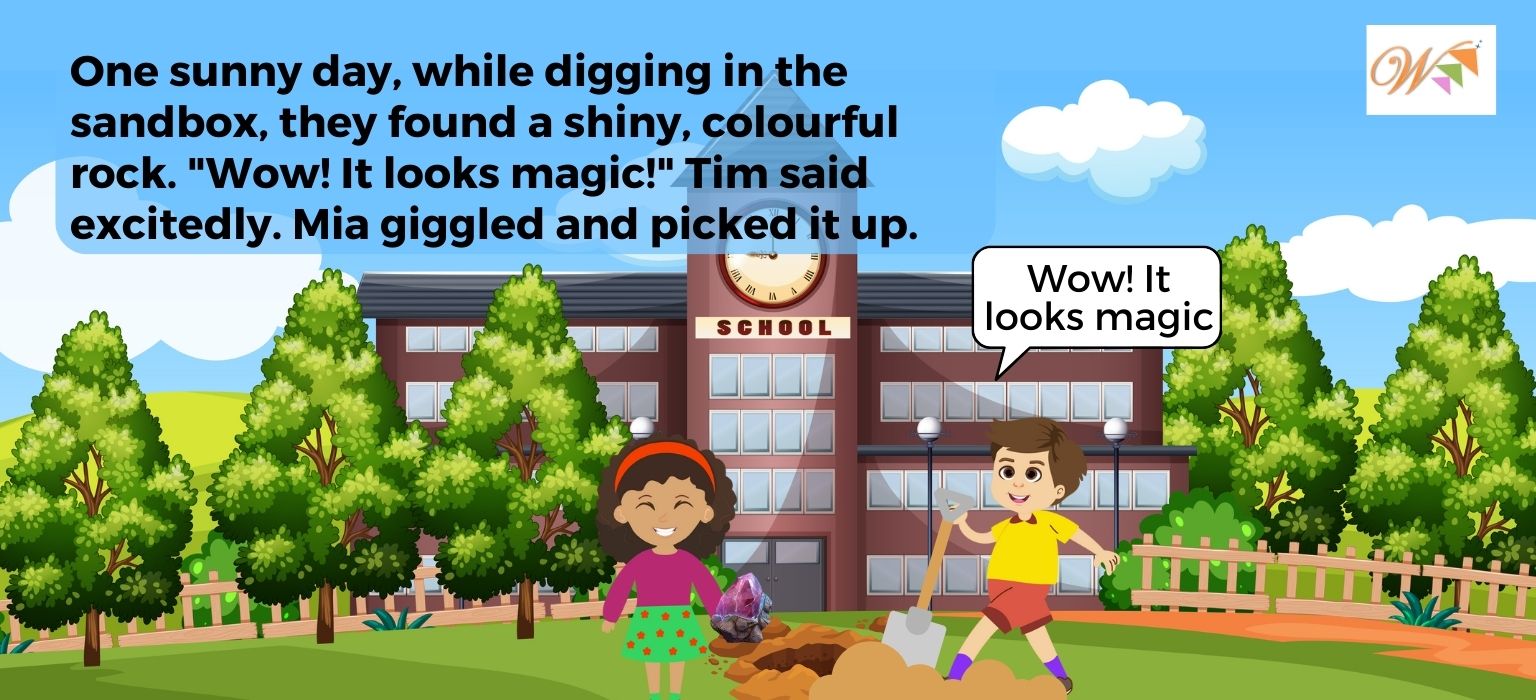 One sunny day, while digging in the
sandbox, they found a shiny, colourful
rock. "Wow! It looks magic!" Tim said
excitedly. Mia giggled and picked it up.
Wow! It
looks magic
SCHOOL
W